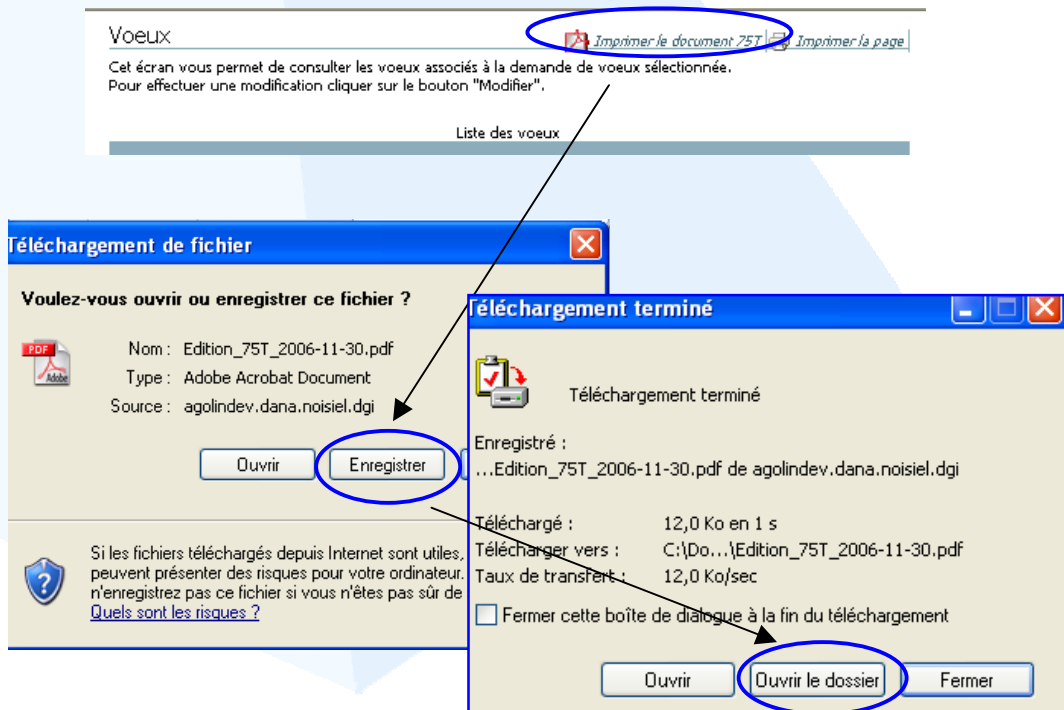 Voeux
Imprimer le document 75T
Imprimer la page
Cet écran vous permet de consulter les voeux associés à la demande de voeux sélectionnée.
Pour effectuer une modification cliquer sur le bouton "Modifier".
Liste des voeux
Téléchargement de fichier
Voulez-vous ouvrir ou enregistrer ce fichier ?
PDF
Adobe
Nom : Edition_75T_2006-11-30.pdf
Type : Adobe Acrobat Document
Source : agolindev.dana.noisiel.dgi
Ouvrir
Enregistrer
Si les fichiers téléchargés depuis Internet sont utiles,
peuvent présenter des risques pour votre ordinateur.
n'enregistrez pas ce fichier si vous n'êtes pas sûr de
Quels sont les risques ?
Téléchargement terminé
Téléchargement terminé
Enregistré :
...Edition_75T_2006-11-30.pdf de agolindev.dana.noisiel.dgi
Téléchargé : 12,0 Ko en 1 s
Télécharger vers : C:\Do...\Edition_75T_2006-11-30.pdf
Taux de transfert : 12,0 Ko/sec
Fermer cette boîte de dialogue à la fin du téléchargement
Ouvrir
Ouvrir le dossier
Fermer